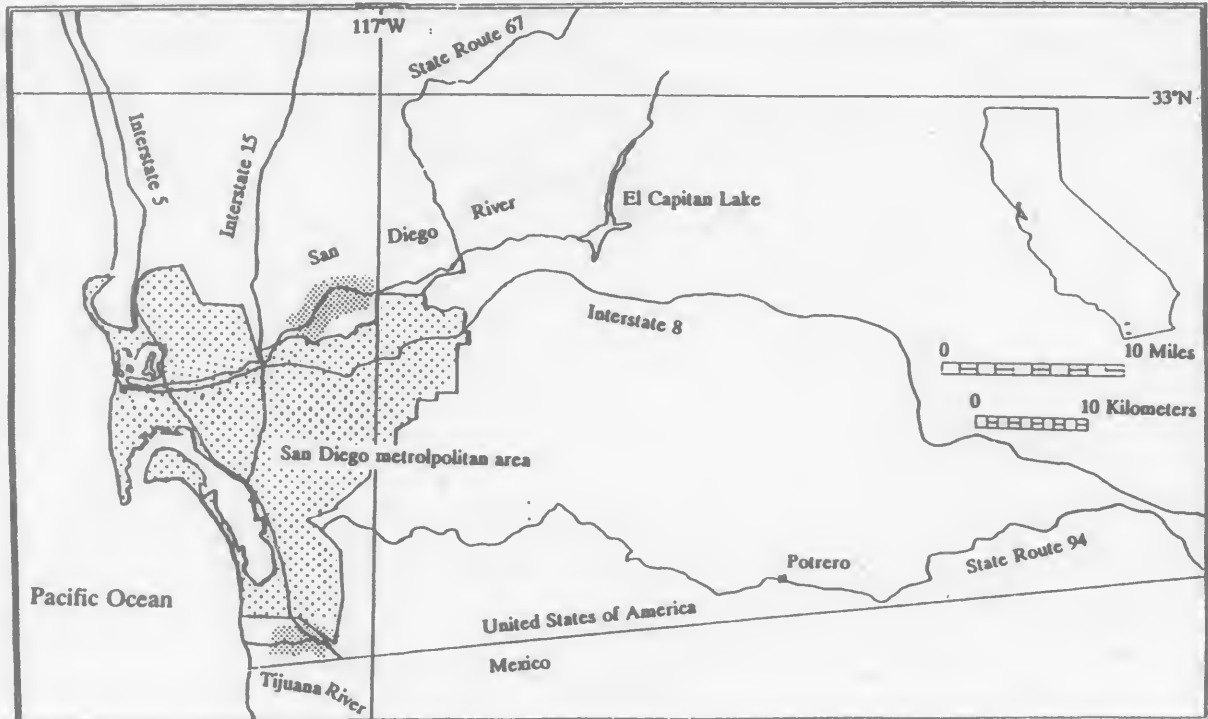 117°W
State Route 67
33°N
Interstate 5
Interstate 15
El Capitan Lake
San Diego River
Interstate 8
0 10 Miles
0 10 Kilometers
San Diego metrolpolitan area
Potrero
State Route 94
Pacific Ocean
United States of America
Mexico
Tijuana River